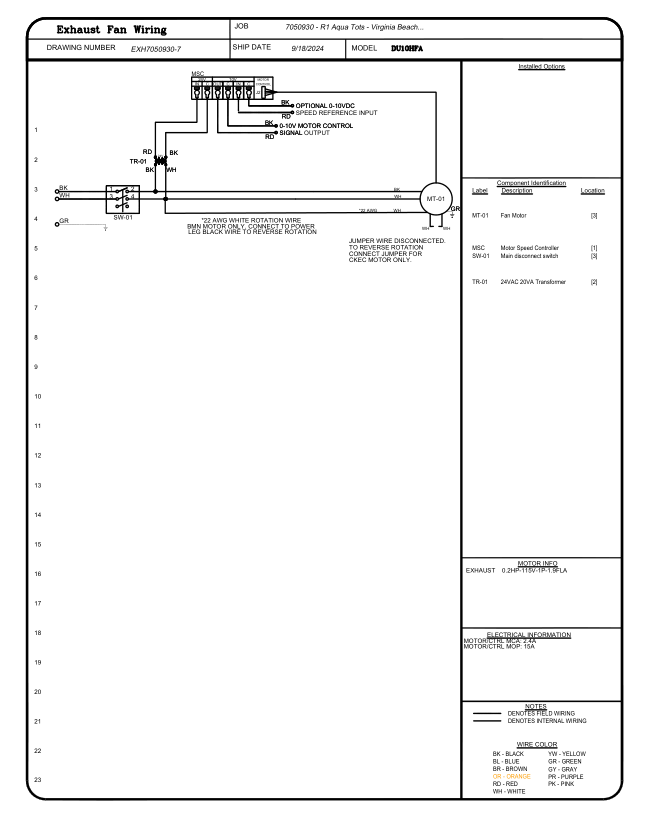 Exhaust Fan Wiring
JOB 7050930 - R1 Aqua Tots - Virginia Beach...
DRAWING NUMBER EXH7050930-7
SHIP DATE 9/18/2024
MODEL DU10HFA
Installed Options
MSC
MOTOR
J2
BK OPTIONAL 0-10VDC
RD SPEED REFERENCE INPUT
BK 0-10V MOTOR CONTROL
RD SIGNAL OUTPUT
1
2
RD BK
TR-01
BK WH
3
BK 1 2 BK
WH 3 4 WH
SW-01
MT-01
GR
*22 AWG WH
WH WH
4
GR
*22 AWG WHITE ROTATION WIRE
BMN MOTOR ONLY, CONNECT TO POWER
LEG BLACK WIRE TO REVERSE ROTATION
JUMPER WIRE DISCONNECTED.
TO REVERSE ROTATION
CONNECT JUMPER FOR
CKEC MOTOR ONLY.
5
6
7
8
9
10
11
12
13
14
15
16
17
18
19
20
21
22
23
Component Identification
Label Description Location
MT-01 Fan Motor [3]
MSC Motor Speed Controller [1]
SW-01 Main disconnect switch [3]
TR-01 24VAC 20VA Transformer [2]
MOTOR INFO
EXHAUST 0.2HP-115V-1P-1.9FLA
ELECTRICAL INFORMATION
MOTOR/CTRL MCA: 2.4A
MOTOR/CTRL MOP: 15A
NOTES
DENOTES FIELD WIRING
DENOTES INTERNAL WIRING
WIRE COLOR
BK - BLACK YW - YELLOW
BL - BLUE GR - GREEN
BR - BROWN GY - GRAY
OR - ORANGE PR - PURPLE
RD - RED PK - PINK
WH - WHITE